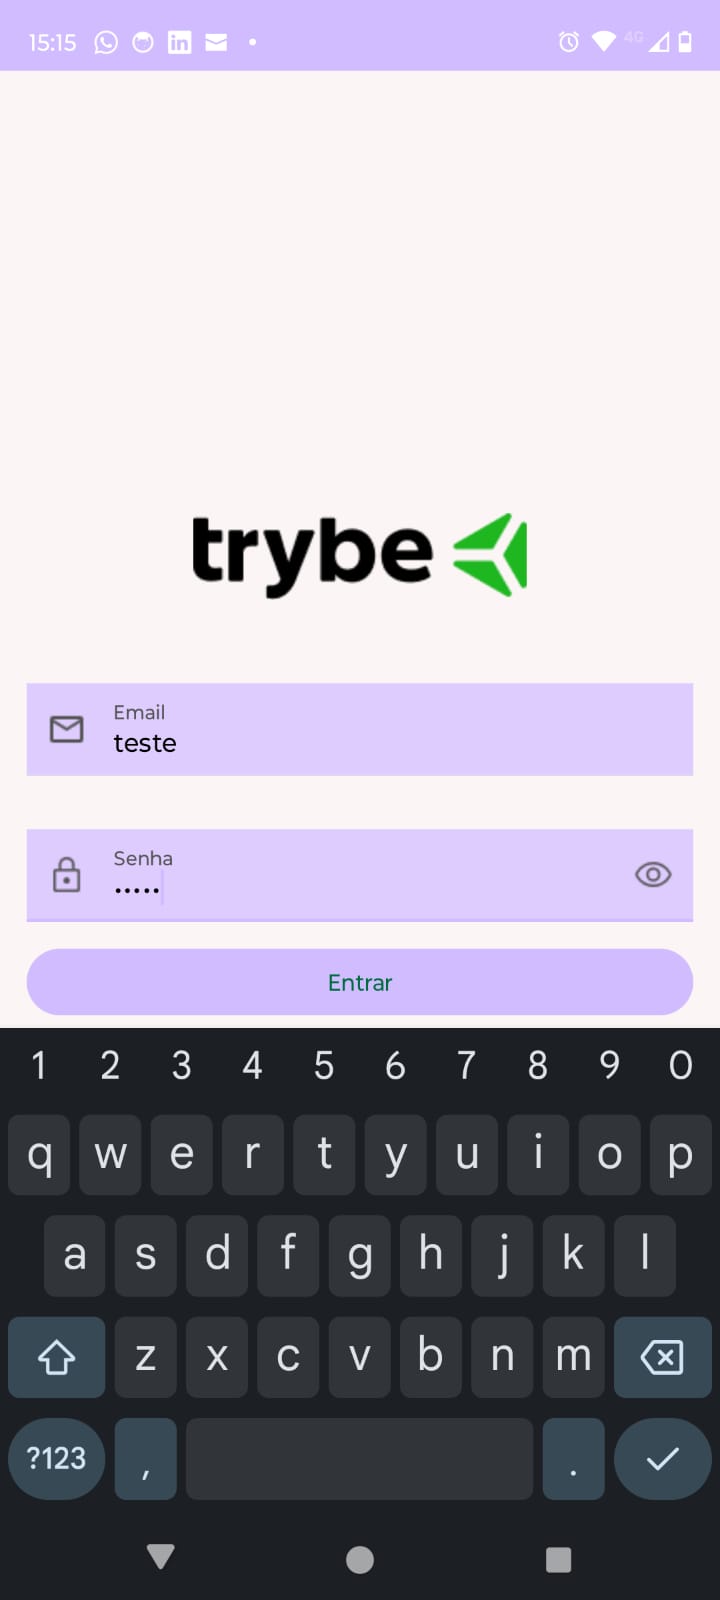 15:15 4G
trybe
Email
teste
Senha
•••••
Entrar
1 2 3 4 5 6 7 8 9 0
q w e r t y u i o p
a s d f g h j k l
z x c v b n m
?123 , .